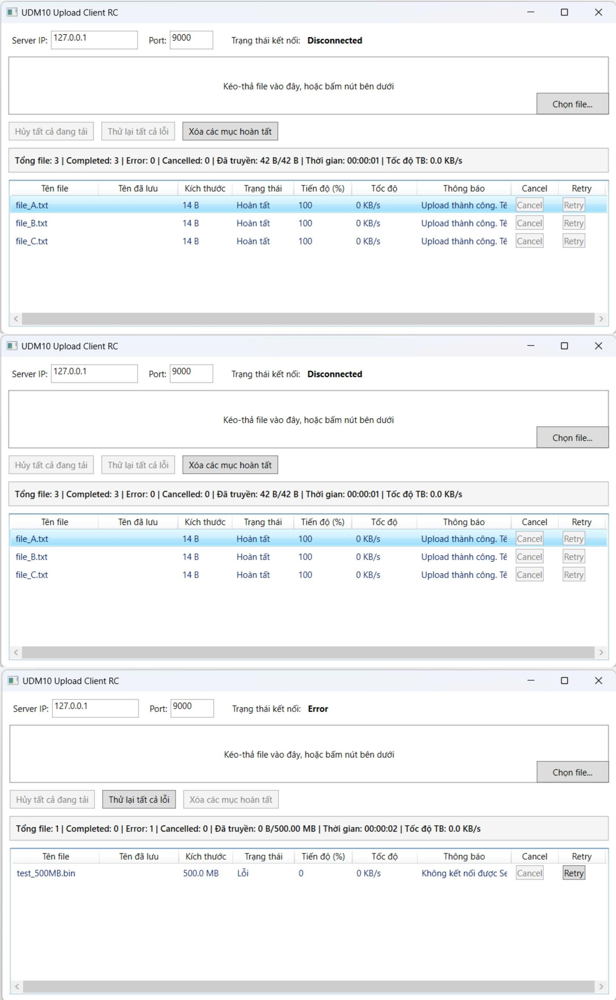 UDM10 Upload Client RC
Server IP: 127.0.0.1 Port: 9000 Trạng thái kết nối: Disconnected
Kéo-thả file vào đây, hoặc bấm nút bên dưới
Chọn file...
Hủy tất cả đang tải Thử lại tất cả lỗi Xóa các mục hoàn tất
Tổng file: 3 | Completed: 3 | Error: 0 | Cancelled: 0 | Đã truyền: 42 B/42 B | Thời gian: 00:00:01 | Tốc độ TB: 0.0 KB/s
Tên file Tên đã lưu Kích thước Trạng thái Tiến độ (%) Tốc độ Thông báo Cancel Retry
file_A.txt 14 B Hoàn tất 100 0 KB/s Upload thành công. Tê Cancel Retry
file_B.txt 14 B Hoàn tất 100 0 KB/s Upload thành công. Tê Cancel Retry
file_C.txt 14 B Hoàn tất 100 0 KB/s Upload thành công. Tê Cancel Retry
UDM10 Upload Client RC
Server IP: 127.0.0.1 Port: 9000 Trạng thái kết nối: Disconnected
Kéo-thả file vào đây, hoặc bấm nút bên dưới
Chọn file...
Hủy tất cả đang tải Thử lại tất cả lỗi Xóa các mục hoàn tất
Tổng file: 3 | Completed: 3 | Error: 0 | Cancelled: 0 | Đã truyền: 42 B/42 B | Thời gian: 00:00:01 | Tốc độ TB: 0.0 KB/s
Tên file Tên đã lưu Kích thước Trạng thái Tiến độ (%) Tốc độ Thông báo Cancel Retry
file_A.txt 14 B Hoàn tất 100 0 KB/s Upload thành công. Tê Cancel Retry
file_B.txt 14 B Hoàn tất 100 0 KB/s Upload thành công. Tê Cancel Retry
file_C.txt 14 B Hoàn tất 100 0 KB/s Upload thành công. Tê Cancel Retry
UDM10 Upload Client RC
Server IP: 127.0.0.1 Port: 9000 Trạng thái kết nối: Error
Kéo-thả file vào đây, hoặc bấm nút bên dưới
Chọn file...
Hủy tất cả đang tải Thử lại tất cả lỗi Xóa các mục hoàn tất
Tổng file: 1 | Completed: 0 | Error: 1 | Cancelled: 0 | Đã truyền: 0 B/500.00 MB | Thời gian: 00:00:02 | Tốc độ TB: 0.0 KB/s
Tên file Tên đã lưu Kích thước Trạng thái Tiến độ (%) Tốc độ Thông báo Cancel Retry
test_500MB.bin 500.0 MB Lỗi 0 0 KB/s Không kết nối được Se Cancel Retry